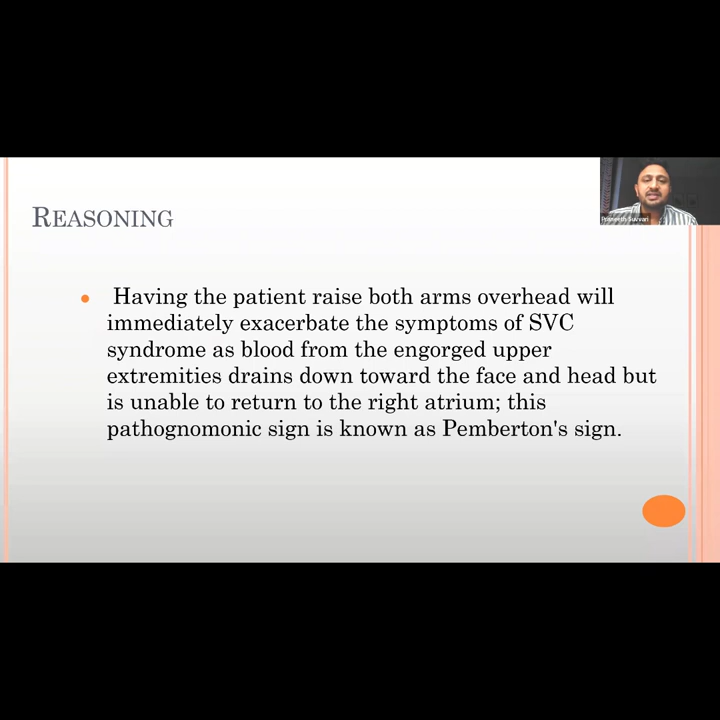 REASONING
Having the patient raise both arms overhead will
immediately exacerbate the symptoms of SVC
syndrome as blood from the engorged upper
extremities drains down toward the face and head but
is unable to return to the right atrium; this
pathognomonic sign is known as Pemberton's sign.